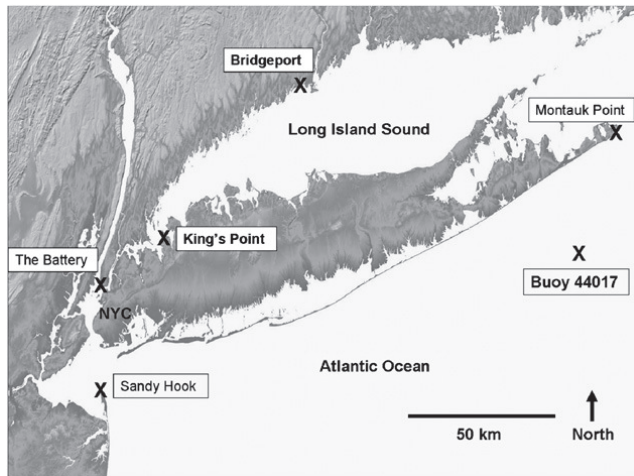 Bridgeport
X
Montauk Point
X
Long Island Sound
X
King's Point
The Battery
X
X
Buoy 44017
NYC
Atlantic Ocean
X
Sandy Hook
50 km
North